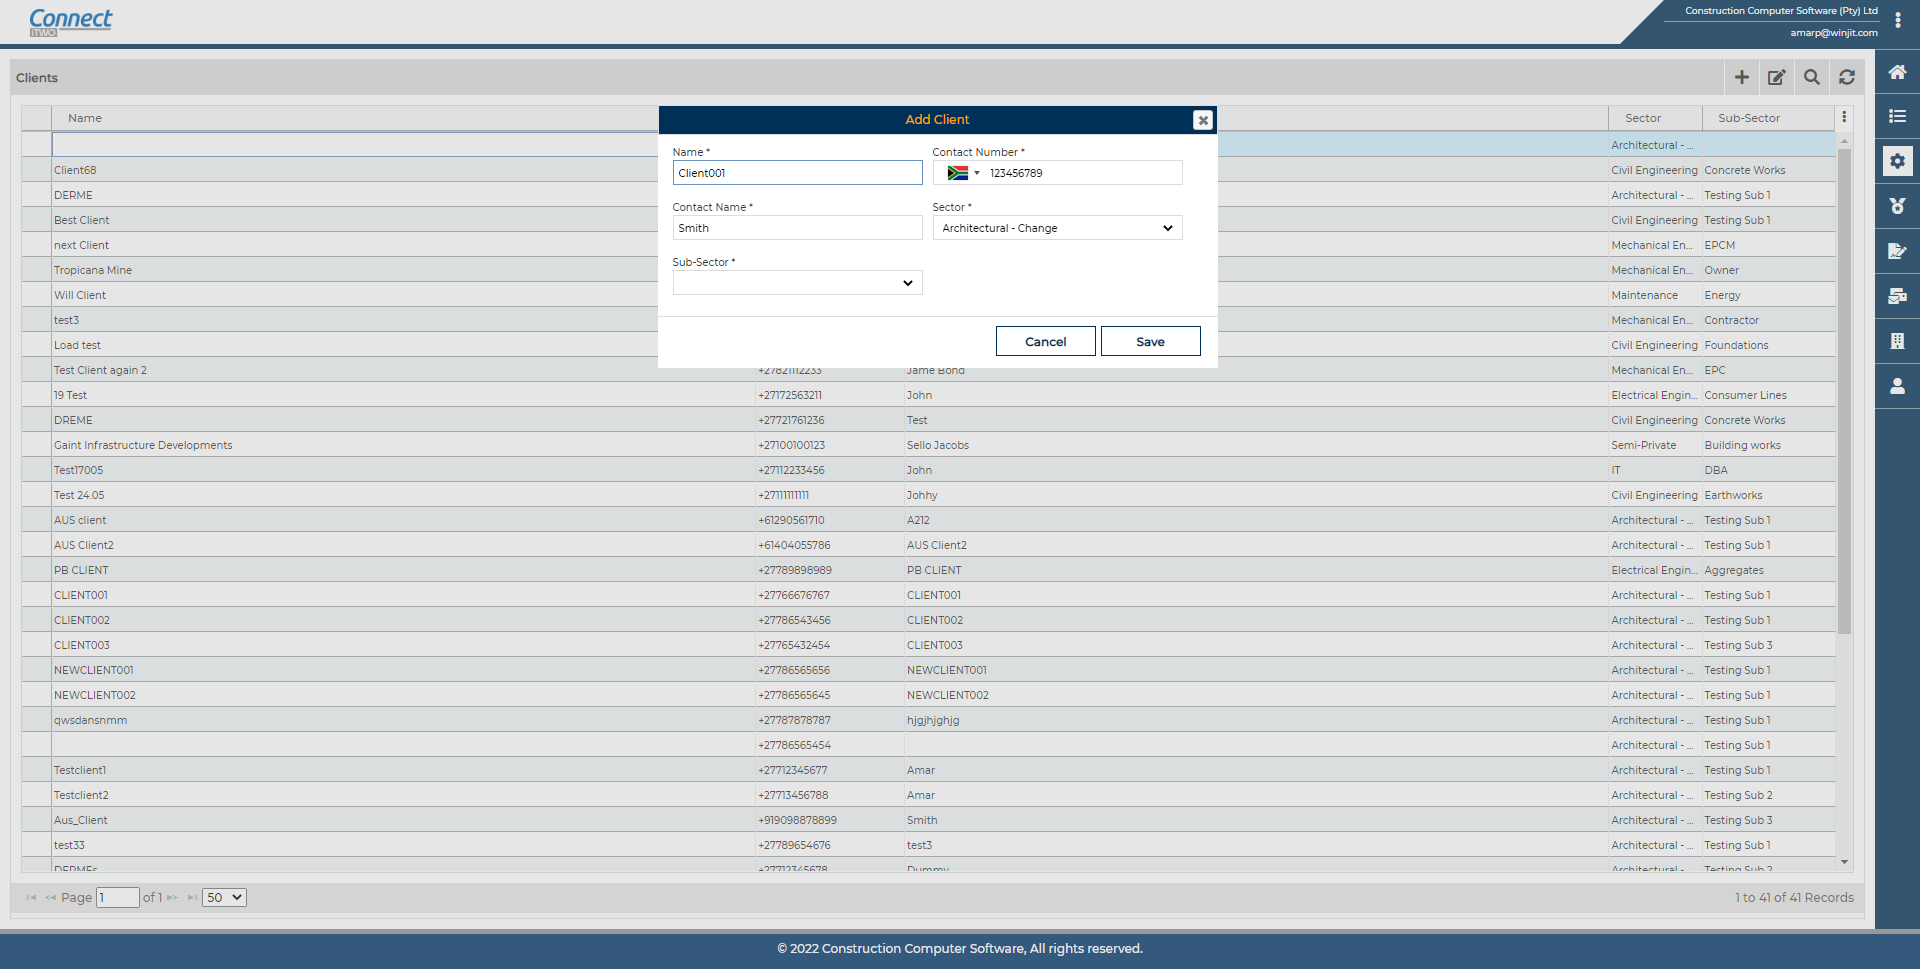 Connect
iTWO
Construction Computer Software (Pty) Ltd
amarp@winjit.com
Clients
Name Sector Sub-Sector
Architectural - ...
Client68 Civil Engineering Concrete Works
DERME Architectural - ... Testing Sub 1
Best Client Civil Engineering Testing Sub 1
next Client Mechanical En... EPCM
Tropicana Mine Mechanical En... Owner
Will Client Maintenance Energy
test3 Mechanical En... Contractor
Load test Civil Engineering Foundations
Test Client again 2 +27821112233 Jame Bond Mechanical En... EPC
19 Test +27172563211 John Electrical Engin... Consumer Lines
DREME +27721761236 Test Civil Engineering Concrete Works
Gaint Infrastructure Developments +27100100123 Sello Jacobs Semi-Private Building works
Test17005 +27112233456 John IT DBA
Test 24.05 +27111111111 Johhy Civil Engineering Earthworks
AUS client +61290561710 A212 Architectural - ... Testing Sub 1
AUS Client2 +61404055786 AUS Client2 Architectural - ... Testing Sub 1
PB CLIENT +27789898989 PB CLIENT Electrical Engin... Aggregates
CLIENT001 +27766676767 CLIENT001 Architectural - ... Testing Sub 1
CLIENT002 +27786543456 CLIENT002 Architectural - ... Testing Sub 1
CLIENT003 +27765432454 CLIENT003 Architectural - ... Testing Sub 3
NEWCLIENT001 +27786565656 NEWCLIENT001 Architectural - ... Testing Sub 1
NEWCLIENT002 +27786565645 NEWCLIENT002 Architectural - ... Testing Sub 1
qwsdansnmm +27787878787 hjgjhjghjg Architectural - ... Testing Sub 1
+27786565454 Architectural - ... Testing Sub 1
Testclient1 +27712345677 Amar Architectural - ... Testing Sub 1
Testclient2 +27713456788 Amar Architectural - ... Testing Sub 2
Aus_Client +919098878899 Smith Architectural - ... Testing Sub 3
test33 +27789654676 test3 Architectural - ... Testing Sub 1
DERMEs +27712345678 Dummy Architectural - ... Testing Sub 2
Add Client
Name * Contact Number *
Client001 123456789
Contact Name * Sector *
Smith Architectural - Change
Sub-Sector *
Cancel Save
Page 1 of 1 50 1 to 41 of 41 Records
© 2022 Construction Computer Software, All rights reserved.